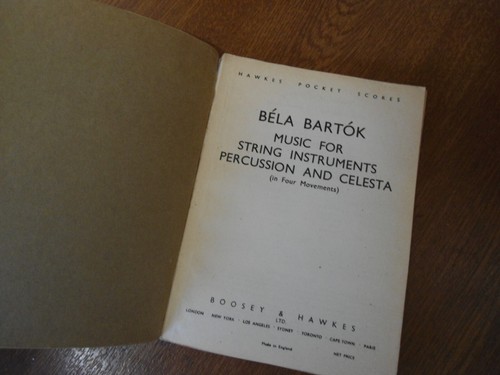 HAWKES POCKET SCORES
BÉLA BARTÓK
MUSIC FOR
STRING INSTRUMENTS
PERCUSSION AND CELESTA
(in Four Movements)
BOOSEY & HAWKES
LTD.
LONDON · NEW YORK · LOS ANGELES · SYDNEY · TORONTO · CAPE TOWN · PARIS
NET PRICE
Made in England